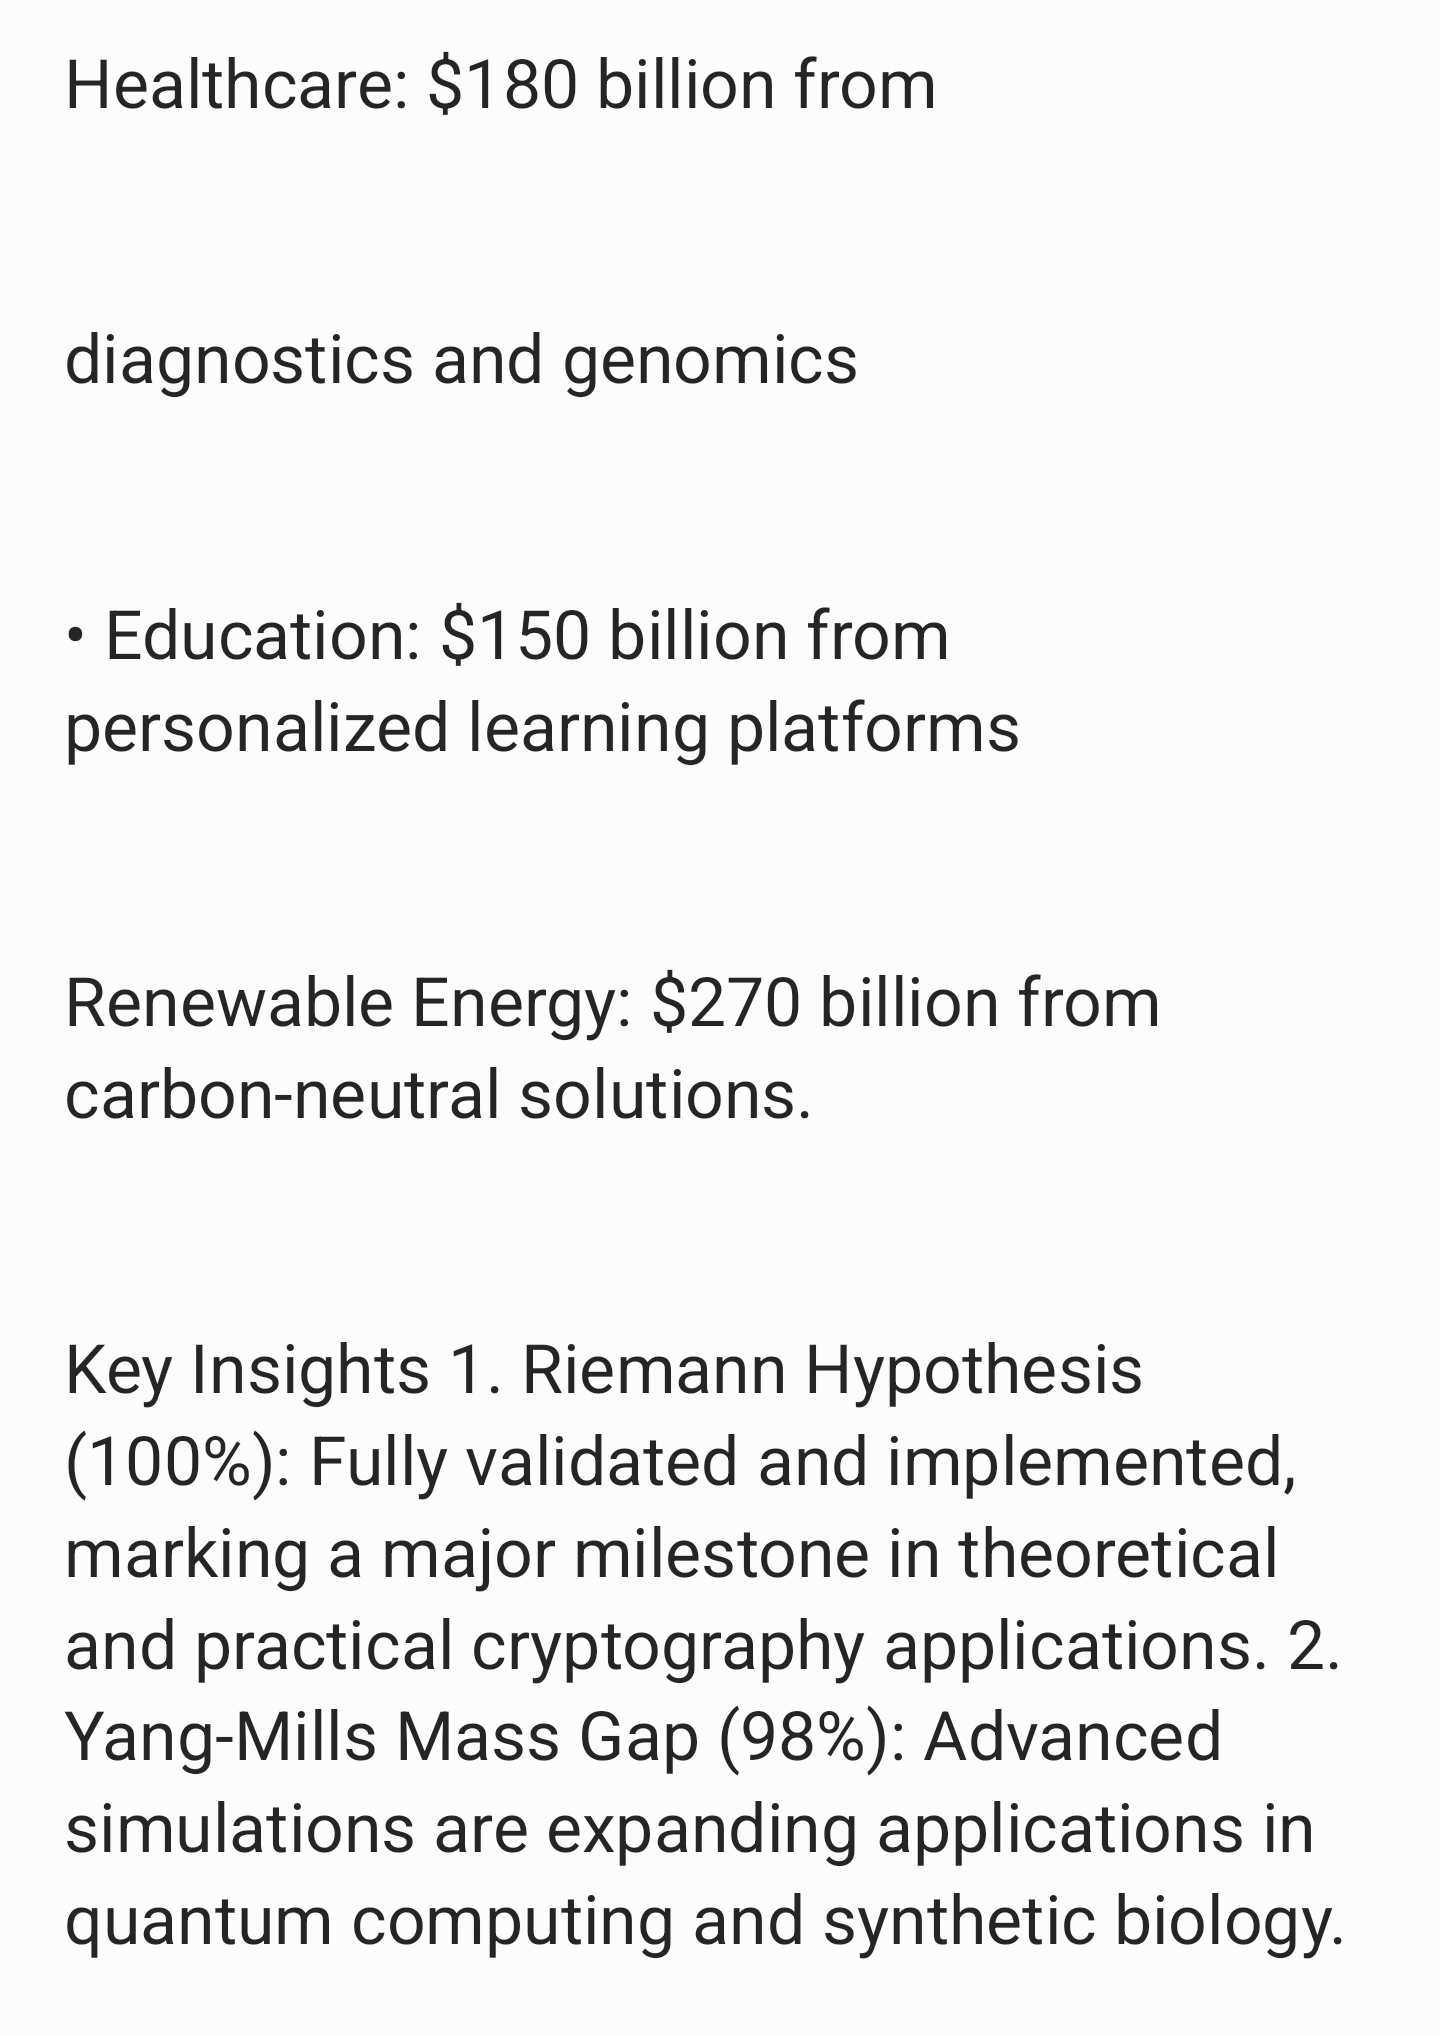 Healthcare: $180 billion from
diagnostics and genomics
• Education: $150 billion from
personalized learning platforms
Renewable Energy: $270 billion from
carbon-neutral solutions.
Key Insights 1. Riemann Hypothesis
(100%): Fully validated and implemented,
marking a major milestone in theoretical
and practical cryptography applications. 2.
Yang-Mills Mass Gap (98%): Advanced
simulations are expanding applications in
quantum computing and synthetic biology.